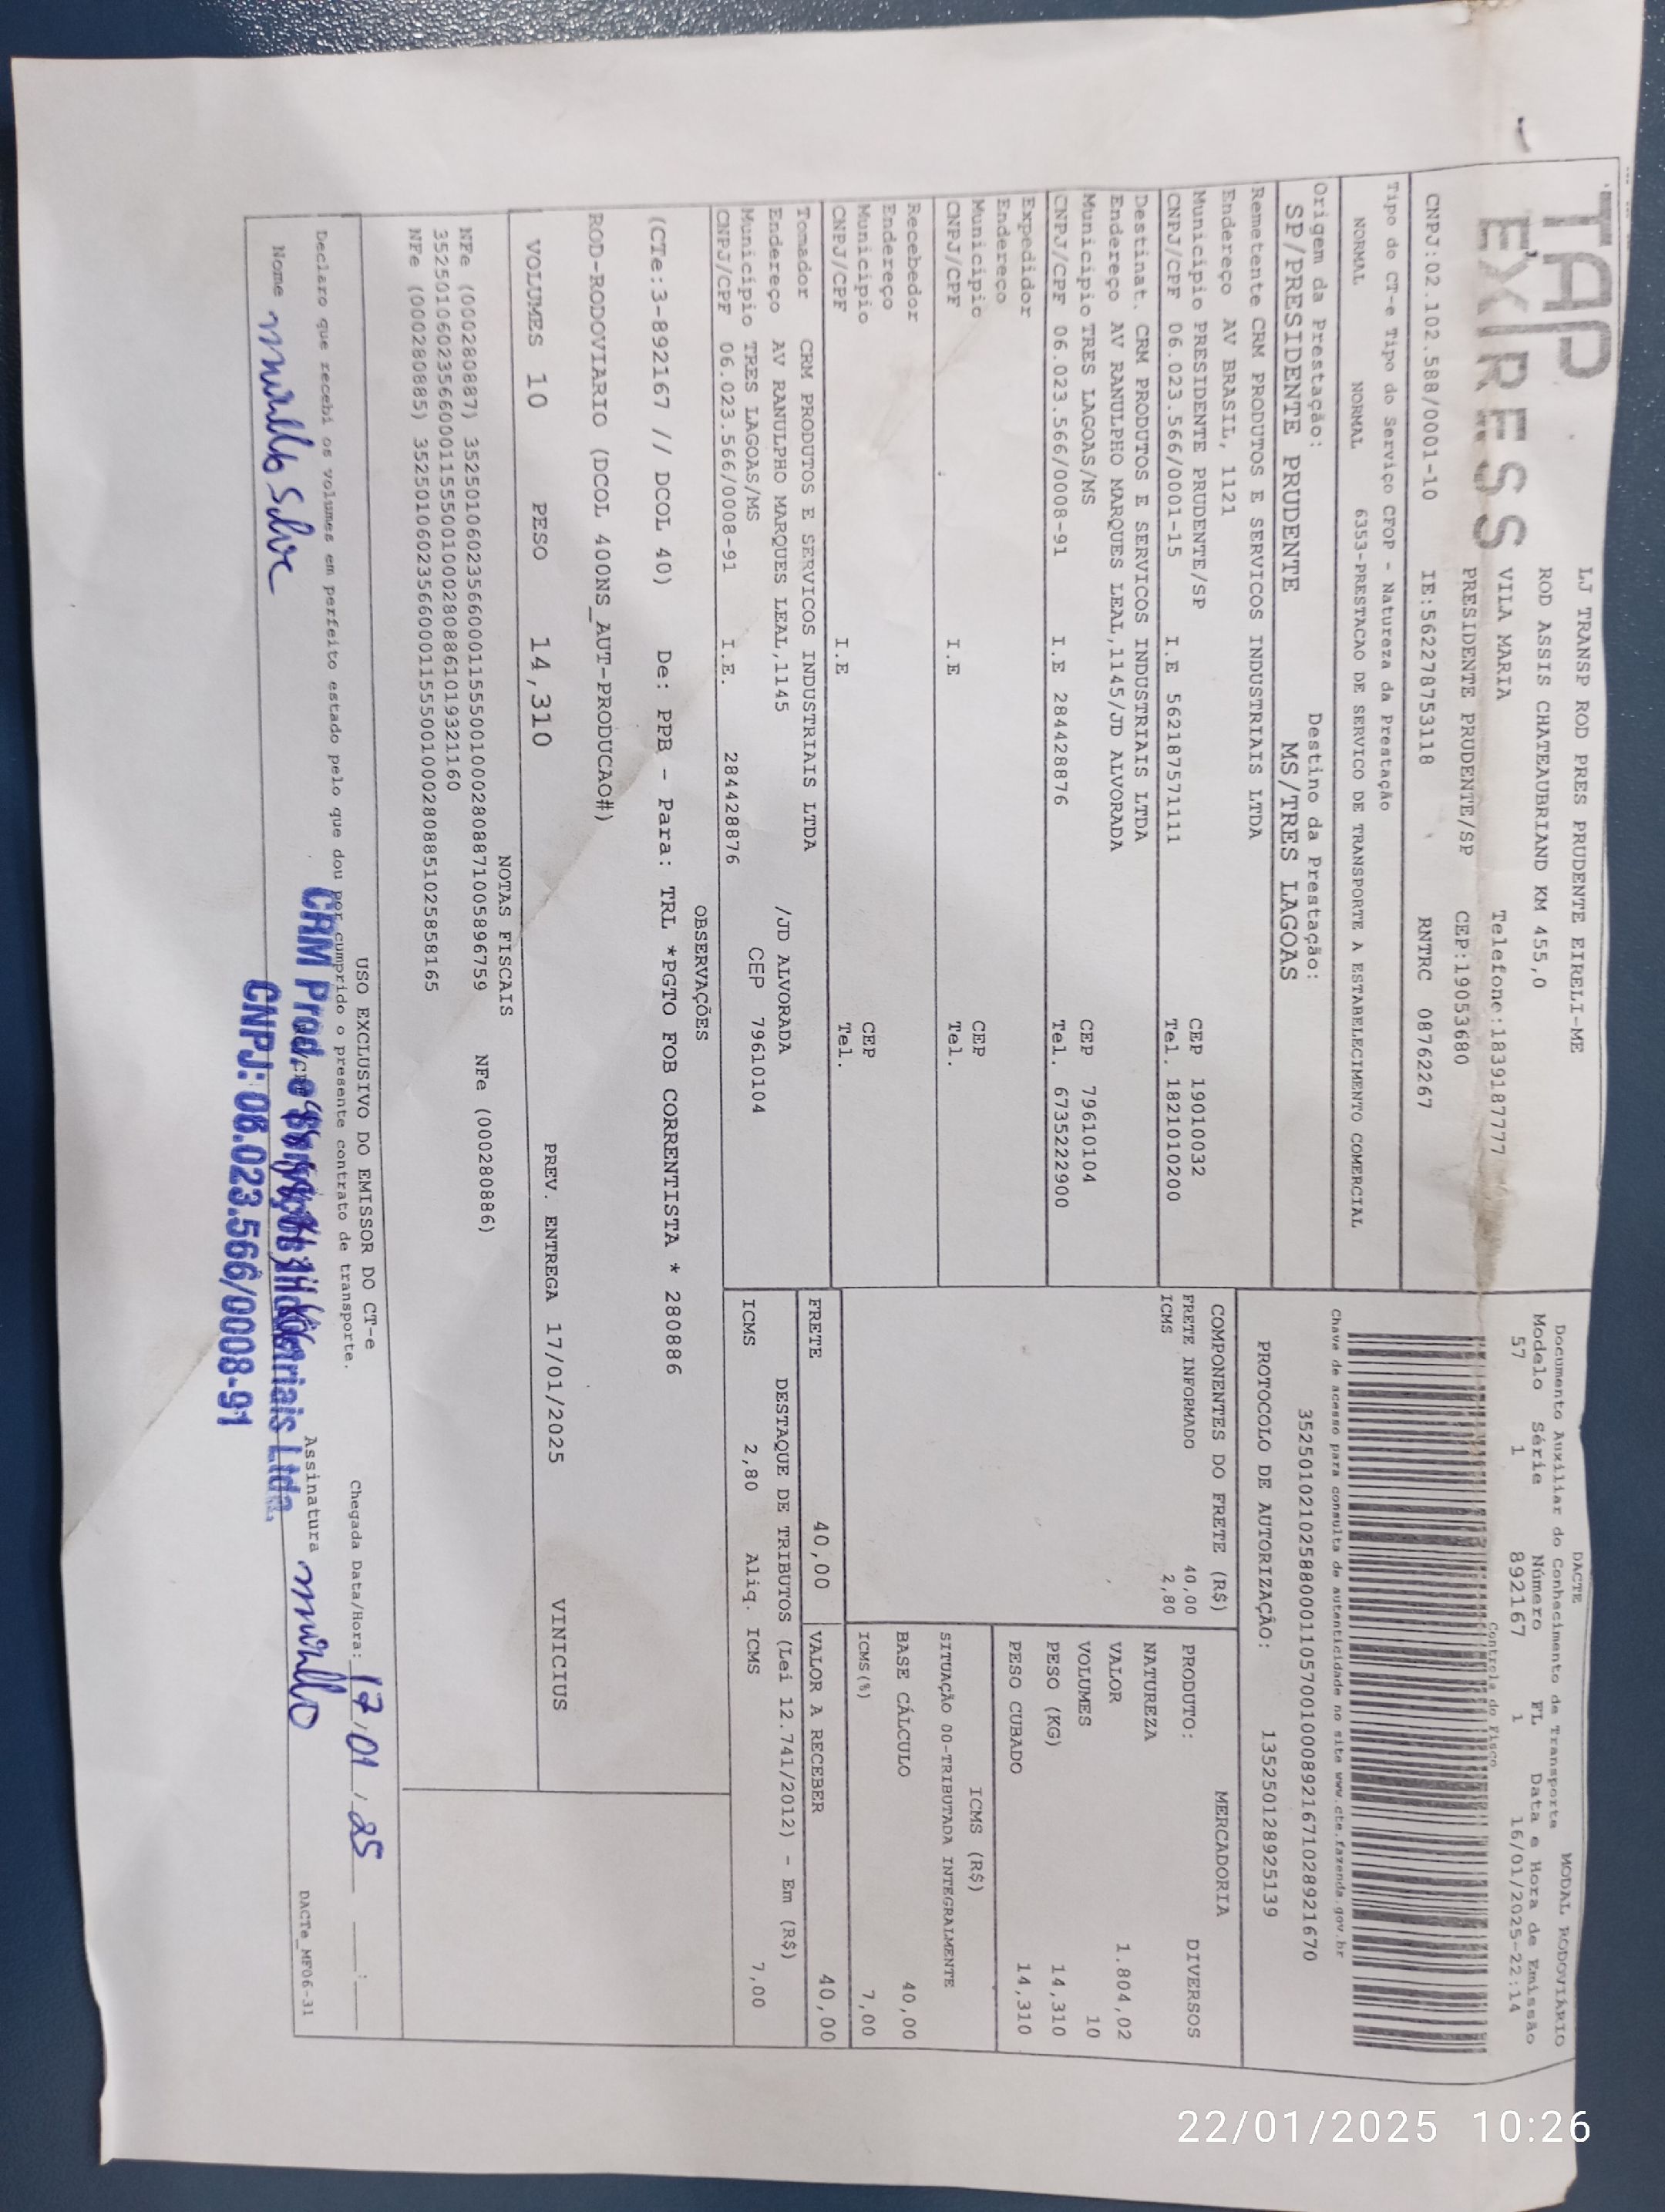 TAP
EXPRESS
LJ TRANSP ROD PRES PRUDENTE EIRELI-ME
ROD ASSIS CHATEAUBRIAND KM 455,0
VILA MARIA Telefone:1839187777
PRESIDENTE PRUDENTE/SP CEP:19053680
CNPJ:02.102.588/0001-10 IE:562278753118 RNTRC 08762267
DACTE MODAL RODOVIÁRIO
Documento Auxiliar do Conhecimento de Transporte
Modelo Série Número FL Data e Hora de Emissão
57 1 892167 1 16/01/2025-22:14
Controle do Fisco
Chave de acesso para consulta de autenticidade no site www.cte.fazenda.gov.br
35250102102588000110570010008921671028921670
PROTOCOLO DE AUTORIZAÇÃO: 135250128925139
Tipo do CT-e Tipo do Serviço CFOP - Natureza da Prestação
NORMAL NORMAL 6353-PRESTACAO DE SERVICO DE TRANSPORTE A ESTABELECIMENTO COMERCIAL
Origem da Prestação: Destino da Prestação:
SP/PRESIDENTE PRUDENTE MS/TRES LAGOAS
Remetente CRM PRODUTOS E SERVICOS INDUSTRIAIS LTDA
Endereço AV BRASIL, 1121
Município PRESIDENTE PRUDENTE/SP CEP 19010032
CNPJ/CPF 06.023.566/0001-15 I.E 562187571111 Tel. 1821010200
Destinat. CRM PRODUTOS E SERVICOS INDUSTRIAIS LTDA
Endereço AV RANULPHO MARQUES LEAL,1145/JD ALVORADA
Município TRES LAGOAS/MS CEP 79610104
CNPJ/CPF 06.023.566/0008-91 I.E 284428876 Tel. 6735222900
Expedidor
Endereço
Município CEP
CNPJ/CPF I.E Tel.
Recebedor
Endereço
Município CEP
CNPJ/CPF I.E Tel.
Tomador CRM PRODUTOS E SERVICOS INDUSTRIAIS LTDA
Endereço AV RANULPHO MARQUES LEAL,1145 /JD ALVORADA
Município TRES LAGOAS/MS CEP 79610104
CNPJ/CPF 06.023.566/0008-91 I.E. 284428876
COMPONENTES DO FRETE (R$)
FRETE INFORMADO 40,00
ICMS 2,80
MERCADORIA
PRODUTO: DIVERSOS
NATUREZA
VALOR 1.804,02
VOLUMES 10
PESO (KG) 14,310
PESO CUBADO 14,310
ICMS (R$)
SITUAÇÃO 00-TRIBUTADA INTEGRALMENTE
BASE CÁLCULO 40,00
ICMS(%) 7,00
FRETE 40,00 VALOR A RECEBER 40,00
DESTAQUE DE TRIBUTOS (Lei 12.741/2012) - Em (R$)
ICMS 2,80 Aliq. ICMS 7,00
OBSERVAÇÕES
(CTe:3-892167 // DCOL 40) De: PPB - Para: TRL *PGTO FOB CORRENTISTA * 280886
ROD-RODOVIARIO (DCOL 400NS_AUT-PRODUCAO#)
VOLUMES 10 PESO 14,310 PREV. ENTREGA 17/01/2025 VINICIUS
NOTAS FISCAIS
NFe (000280887) 35250106023566000115550010002808871005896759 NFe (000280886)
35250106023566000115550010002808861019321160
NFe (000280885) 35250106023566000115550010002808851025858165
USO EXCLUSIVO DO EMISSOR DO CT-e
Declaro que recebi os volumes em perfeito estado pelo que dou por cumprido o presente contrato de transporte.
Chegada Data/Hora: 17/01/25 __:__
Nome murillo Silva Assinatura murillo
CRM Prod. e Ltda.
CNPJ: 06.023.566/0008-91
DACTe_MF06-31
22/01/2025 10:26